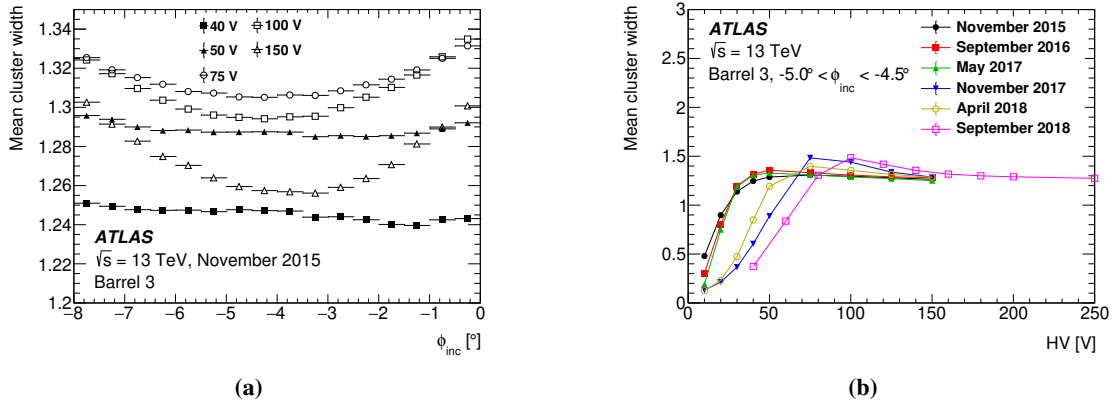 Mean cluster width
1.34
1.32
1.3
1.28
1.26
1.24
1.22
1.2
40 V
100 V
50 V
150 V
75 V
ATLAS
√s = 13 TeV, November 2015
Barrel 3
−8
−7
−6
−5
−4
−3
−2
−1
0
ϕinc [°]
(a)
Mean cluster width
3
2.5
2
1.5
1
0.5
0
ATLAS
√s = 13 TeV
Barrel 3, -5.0° < ϕinc < -4.5°
November 2015
September 2016
May 2017
November 2017
April 2018
September 2018
0
50
100
150
200
250
HV [V]
(b)